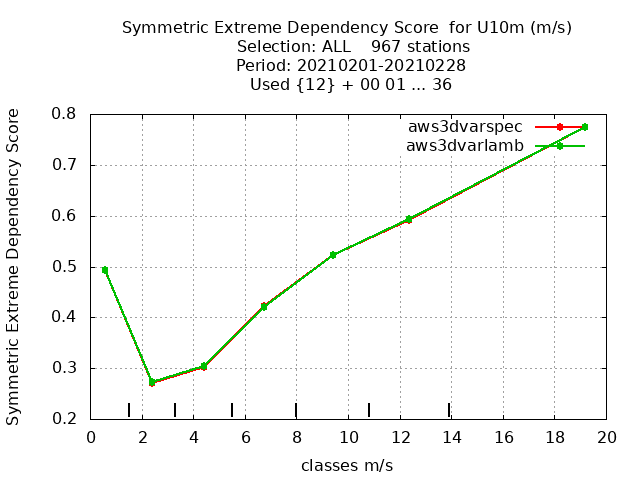 Symmetric Extreme Dependency Score  for U10m (m/s)
Selection: ALL    967 stations
Period: 20210201-20210228
Used {12} + 00 01 ... 36
aws3dvarspec
aws3dvarlamb
Symmetric Extreme Dependency Score
0.8
0.7
0.6
0.5
0.4
0.3
0.2
0 2 4 6 8 10 12 14 16 18 20
classes m/s